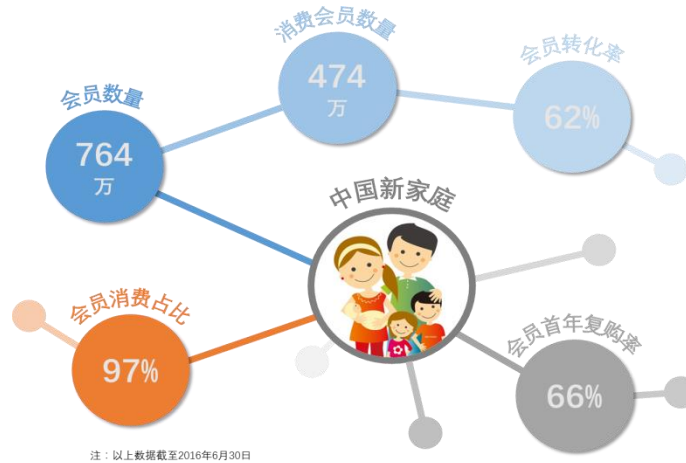 消费会员数量
474
万
会员转化率
62%
会员数量
764
万
中国新家庭
会员消费占比
97%
会员首年复购率
66%
注：以上数据截至2016年6月30日